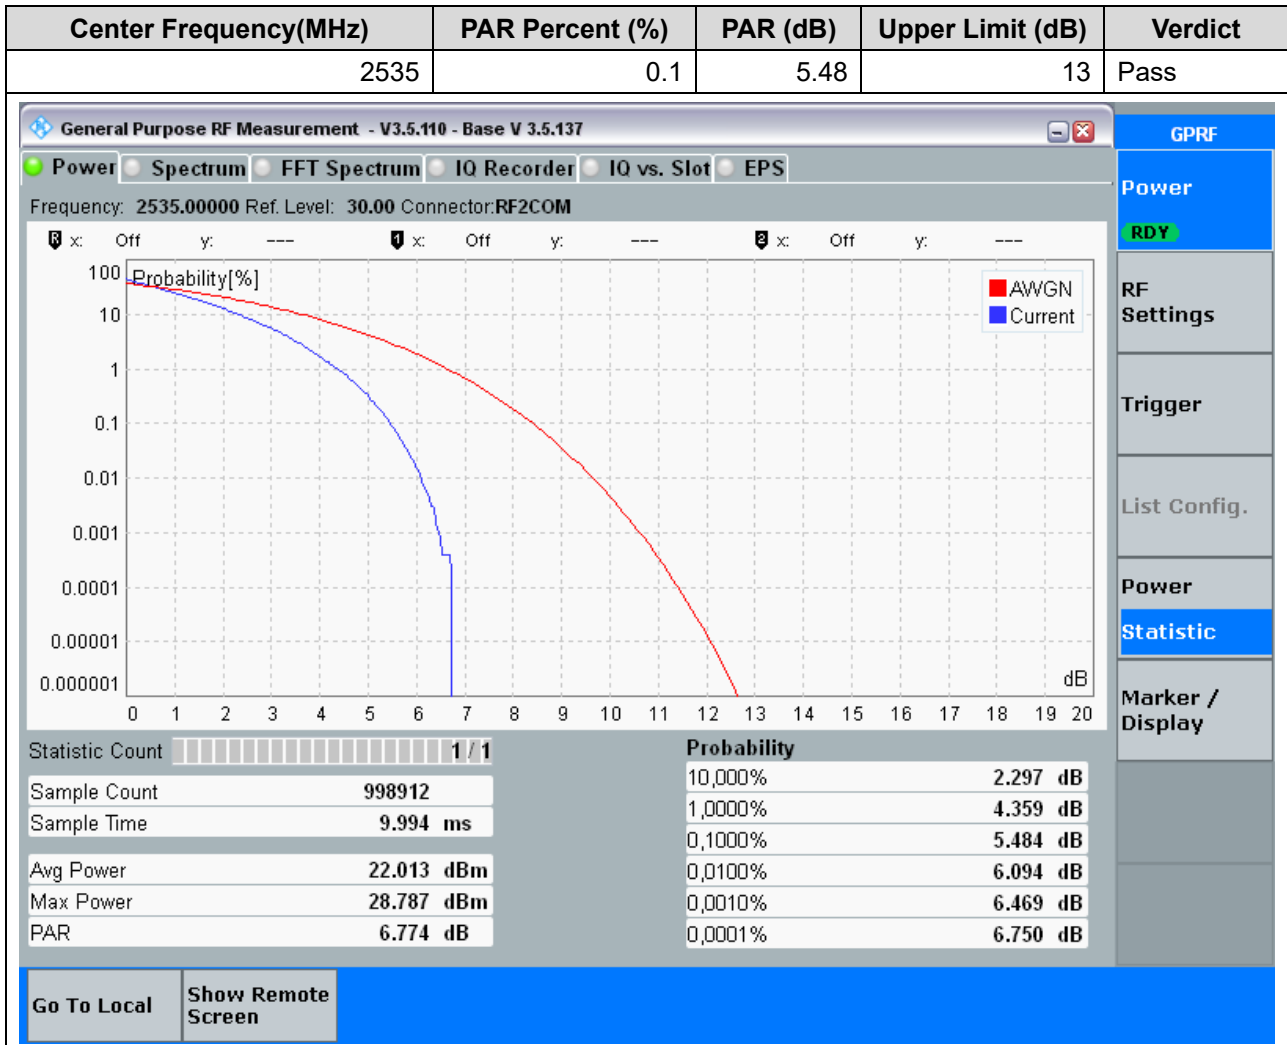 Center Frequency(MHz) PAR Percent (%) PAR (dB) Upper Limit (dB) Verdict
2535 0.1 5.48 13 Pass
General Purpose RF Measurement - V3.5.110 - Base V 3.5.137
GPRF
Power Spectrum FFT Spectrum IQ Recorder IQ vs. Slot EPS
Power
RDY
Frequency: 2535.00000 Ref. Level: 30.00 Connector:RF2COM
R x: Off y: --- 1 x: Off y: --- 2 x: Off y: ---
Probability[%]
AWGN
Current
100
10
1
0.1
0.01
0.001
0.0001
0.00001
0.000001
dB
0 1 2 3 4 5 6 7 8 9 10 11 12 13 14 15 16 17 18 19 20
RF
Settings
Trigger
List Config.
Power
Statistic
Marker /
Display
Statistic Count 1 / 1
Sample Count 998912
Sample Time 9.994 ms
Avg Power 22.013 dBm
Max Power 28.787 dBm
PAR 6.774 dB
Probability
10,000% 2.297 dB
1,0000% 4.359 dB
0,1000% 5.484 dB
0,0100% 6.094 dB
0,0010% 6.469 dB
0,0001% 6.750 dB
Go To Local
Show Remote
Screen